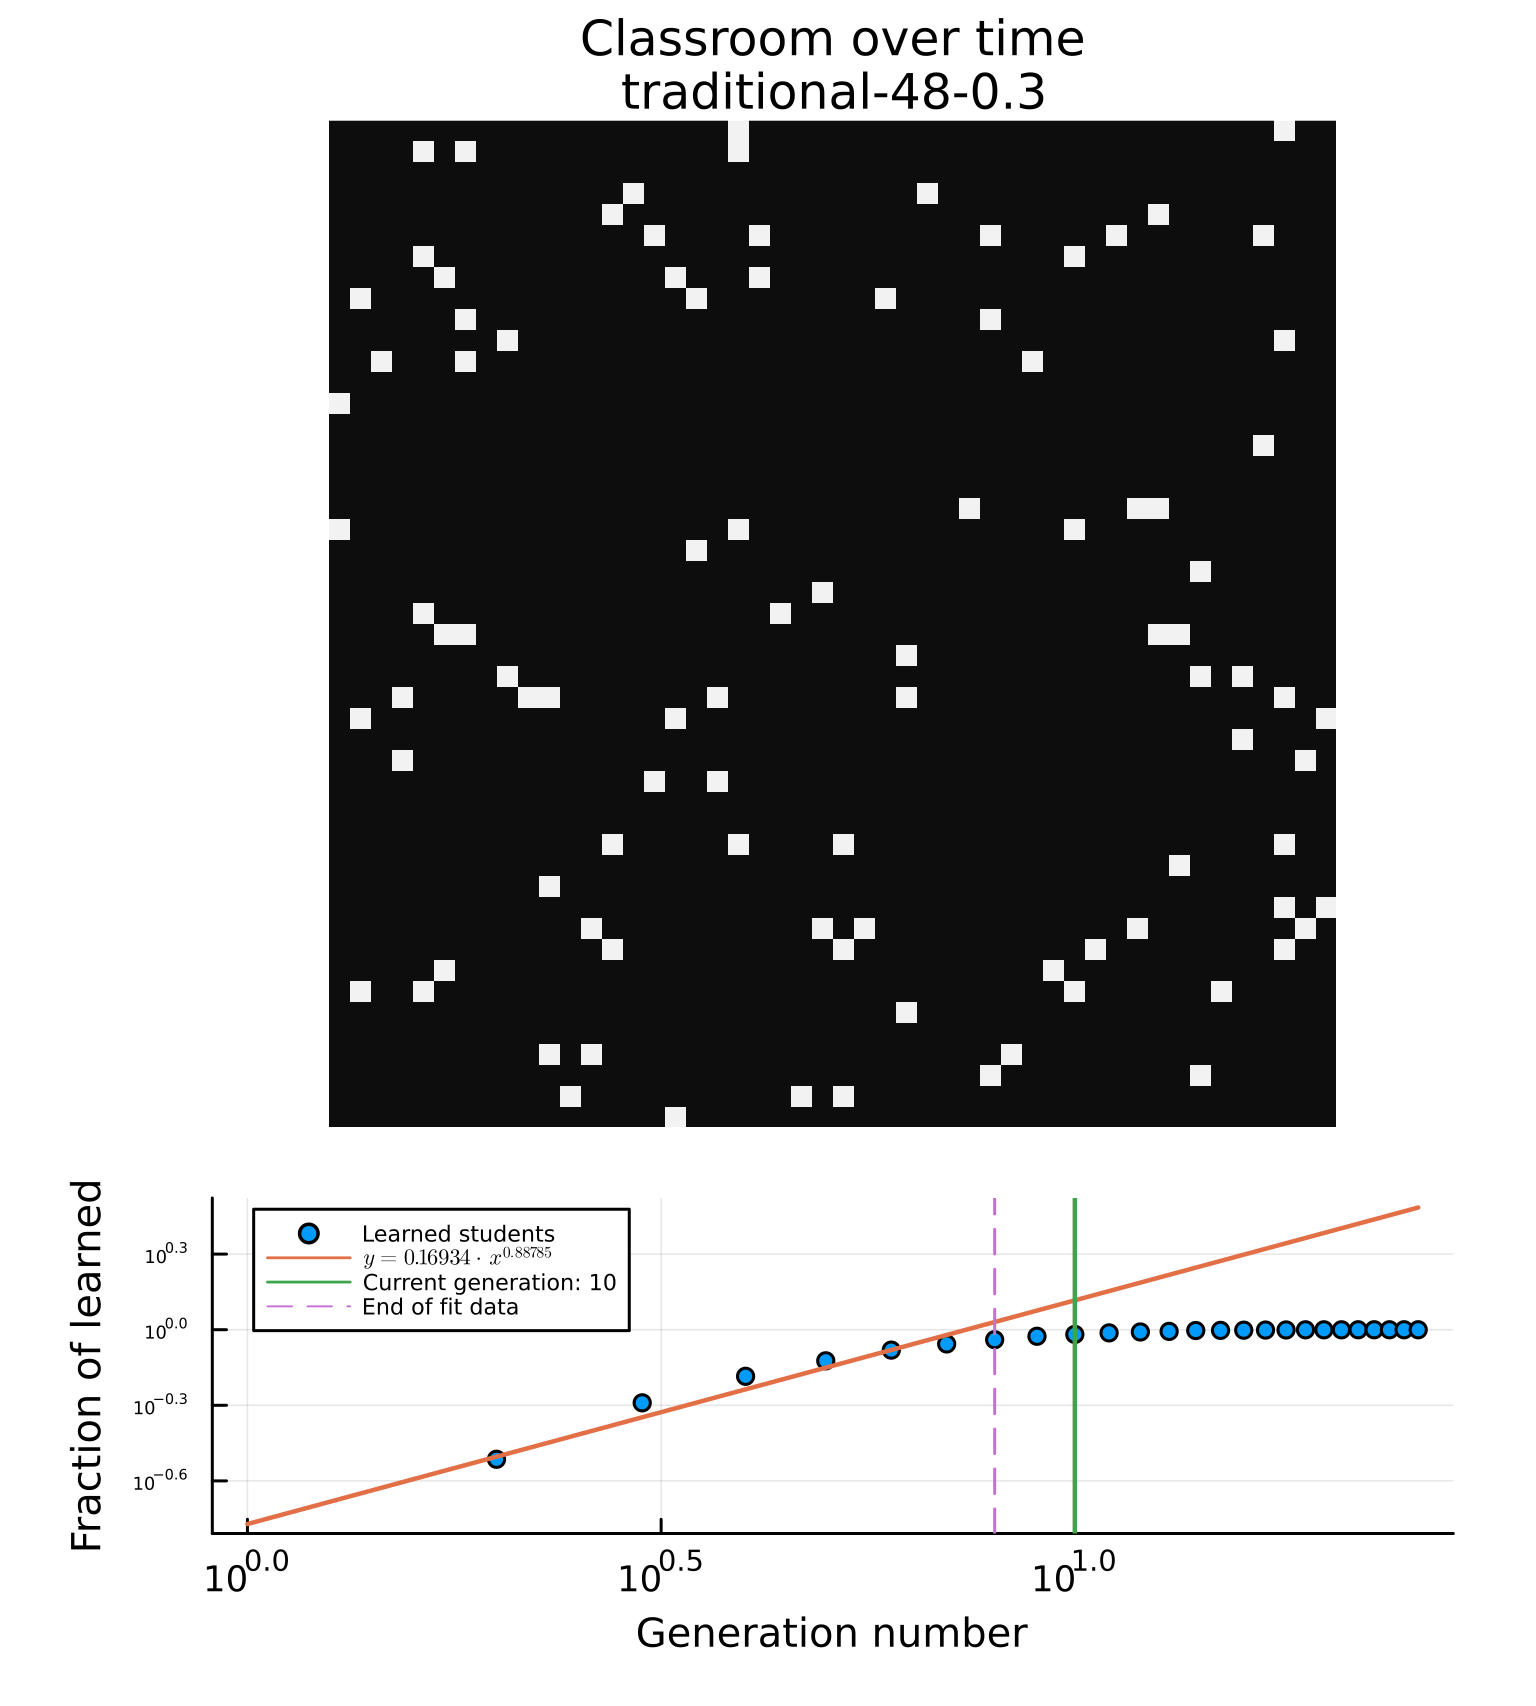 Classroom over time
traditional-48-0.3
Fraction of learned
Learned students
y = 0.16934 · x^0.88785
Current generation: 10
End of fit data
10^0.3
10^0.0
10^−0.3
10^−0.6
10^0.0 10^0.5 10^1.0
Generation number